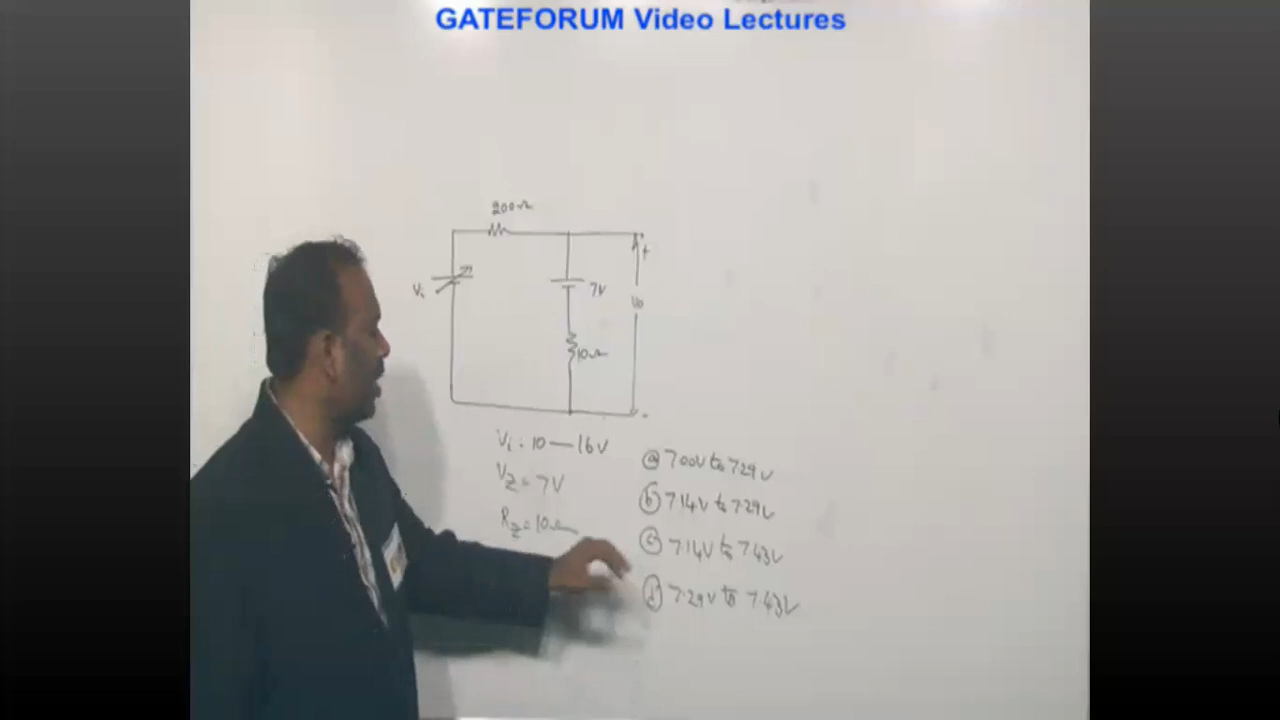 GATEFORUM Video Lectures
200Ω
+
Vi
7V
Vo
10Ω
-
Vi = 10 — 16V
VZ = 7V
RZ = 10Ω
(a) 7.00V to 7.29V
(b) 7.14V to 7.29V
(c) 7.14V to 7.43V
(d) 7.29V to 7.43V